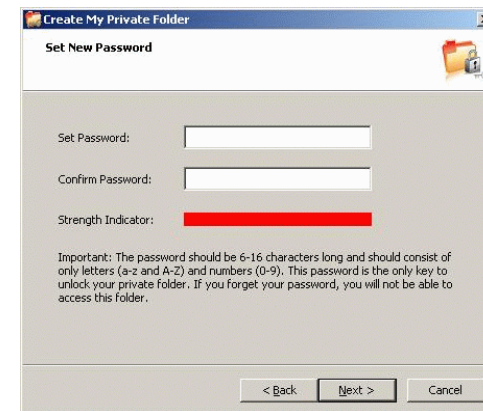 Create My Private Folder
Set New Password
Set Password:
Confirm Password:
Strength Indicator:
Important: The password should be 6-16 characters long and should consist of
only letters (a-z and A-Z) and numbers (0-9). This password is the only key to
unlock your private folder. If you forget your password, you will not be able to
access this folder.
< Back
Next >
Cancel